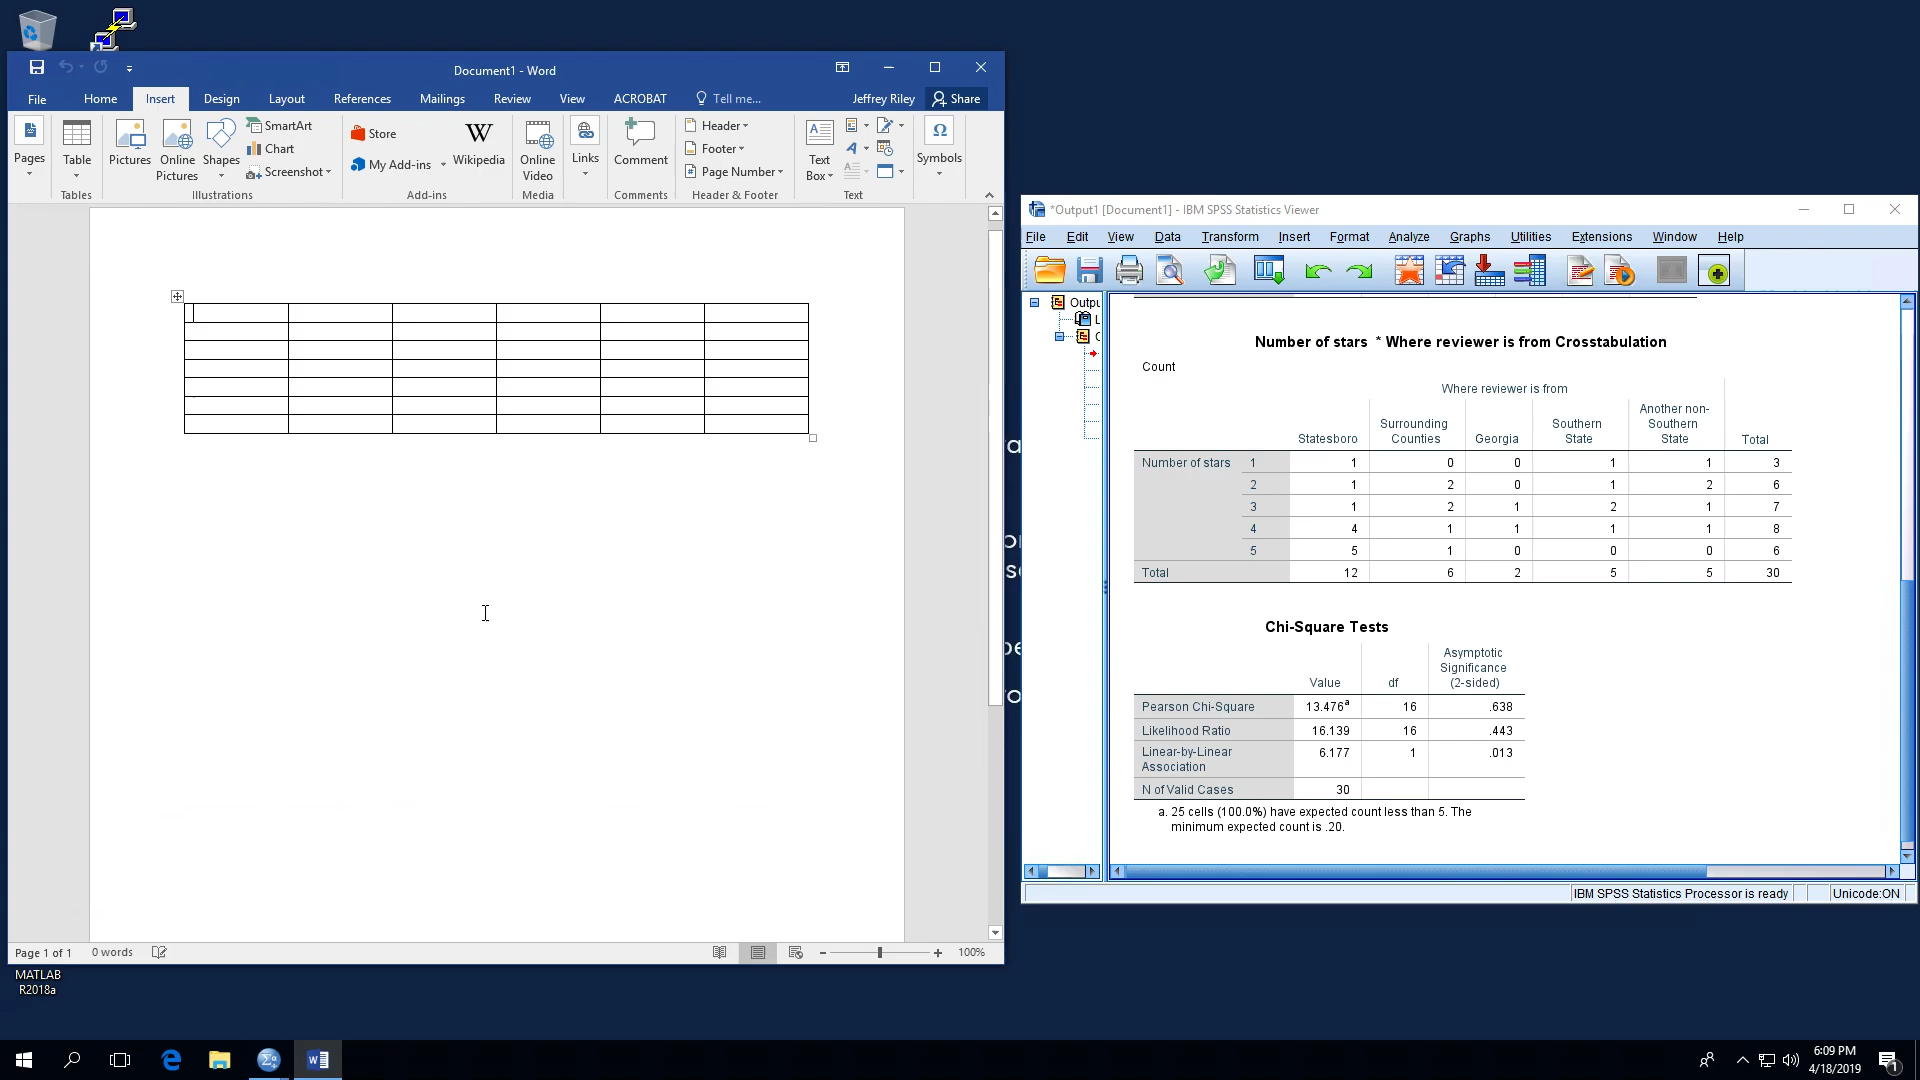 Document1 - Word
File Home Insert Design Layout References Mailings Review View ACROBAT Tell me... Jeffrey Riley Share
Pages
Table
Pictures
Online Pictures
Shapes
SmartArt
Chart
Screenshot
Store
My Add-ins
Wikipedia
Online Video
Links
Comment
Header
Footer
Page Number
Text Box
Symbols
Tables Illustrations Add-ins Media Comments Header & Footer Text
Page 1 of 1 0 words 100%
*Output1 [Document1] - IBM SPSS Statistics Viewer
File Edit View Data Transform Insert Format Analyze Graphs Utilities Extensions Window Help
Outpu
Number of stars * Where reviewer is from Crosstabulation
Count
Where reviewer is from
Statesboro Surrounding Counties Georgia Southern State Another non-Southern State Total
Number of stars 1 1 0 0 1 1 3
2 1 2 0 1 2 6
3 1 2 1 2 1 7
4 4 1 1 1 1 8
5 5 1 0 0 0 6
Total 12 6 2 5 5 30
Chi-Square Tests
Value df Asymptotic Significance (2-sided)
Pearson Chi-Square 13.476a 16 .638
Likelihood Ratio 16.139 16 .443
Linear-by-Linear Association 6.177 1 .013
N of Valid Cases 30
a. 25 cells (100.0%) have expected count less than 5. The
minimum expected count is .20.
IBM SPSS Statistics Processor is ready Unicode:ON
MATLAB
R2018a
6:09 PM
4/18/2019
1